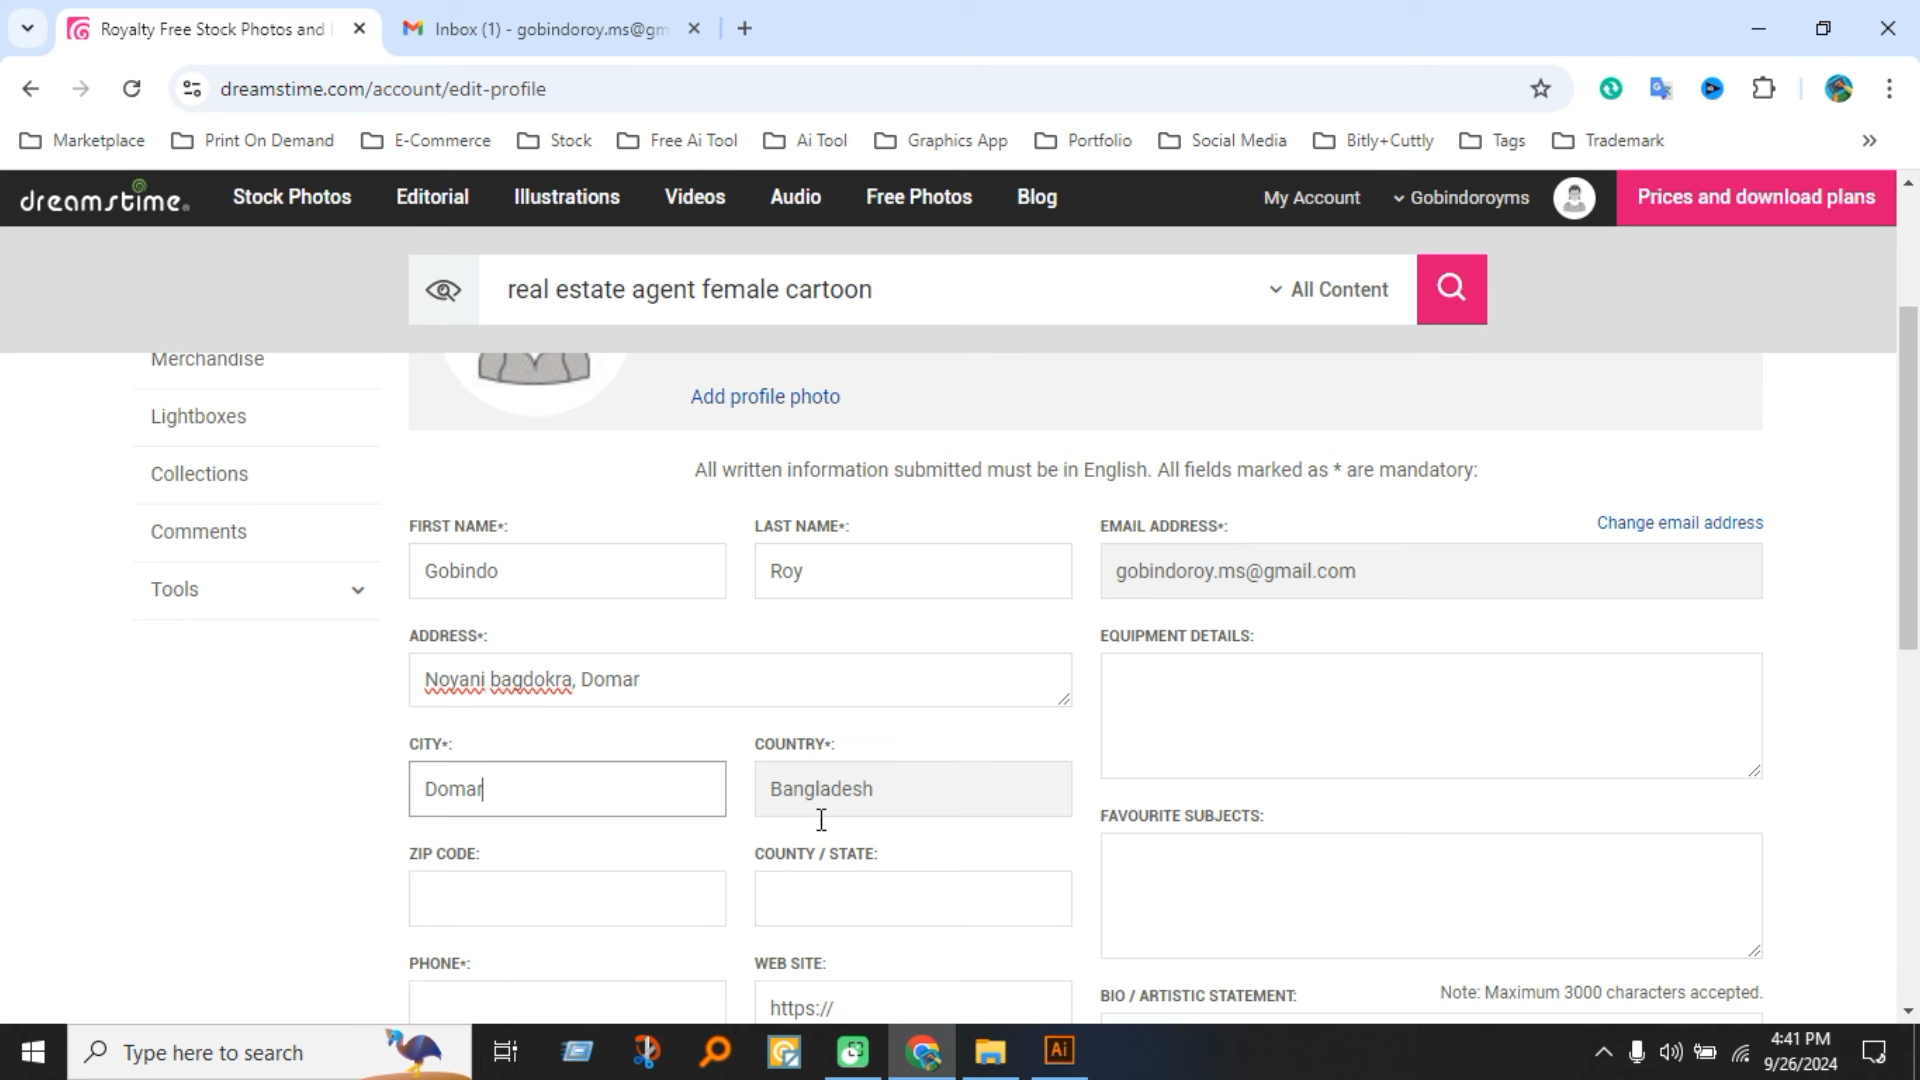 Royalty Free Stock Photos and
Inbox (1) - gobindoroy.ms@gm
dreamstime.com/account/edit-profile
Marketplace
Print On Demand
E-Commerce
Stock
Free Ai Tool
Ai Tool
Graphics App
Portfolio
Social Media
Bitly+Cuttly
Tags
Trademark
dreamstime.
Stock Photos
Editorial
Illustrations
Videos
Audio
Free Photos
Blog
My Account
Gobindoroyms
Prices and download plans
real estate agent female cartoon
All Content
Merchandise
Lightboxes
Collections
Comments
Tools
Add profile photo
All written information submitted must be in English. All fields marked as * are mandatory:
FIRST NAME*:
LAST NAME*:
EMAIL ADDRESS*:
Change email address
Gobindo
Roy
gobindoroy.ms@gmail.com
ADDRESS*:
EQUIPMENT DETAILS:
Noyani bagdokra, Domar
CITY*:
COUNTRY*:
Domar
Bangladesh
FAVOURITE SUBJECTS:
ZIP CODE:
COUNTY / STATE:
PHONE*:
WEB SITE:
BIO / ARTISTIC STATEMENT:
Note: Maximum 3000 characters accepted.
https://
Type here to search
Ai
4:41 PM
9/26/2024